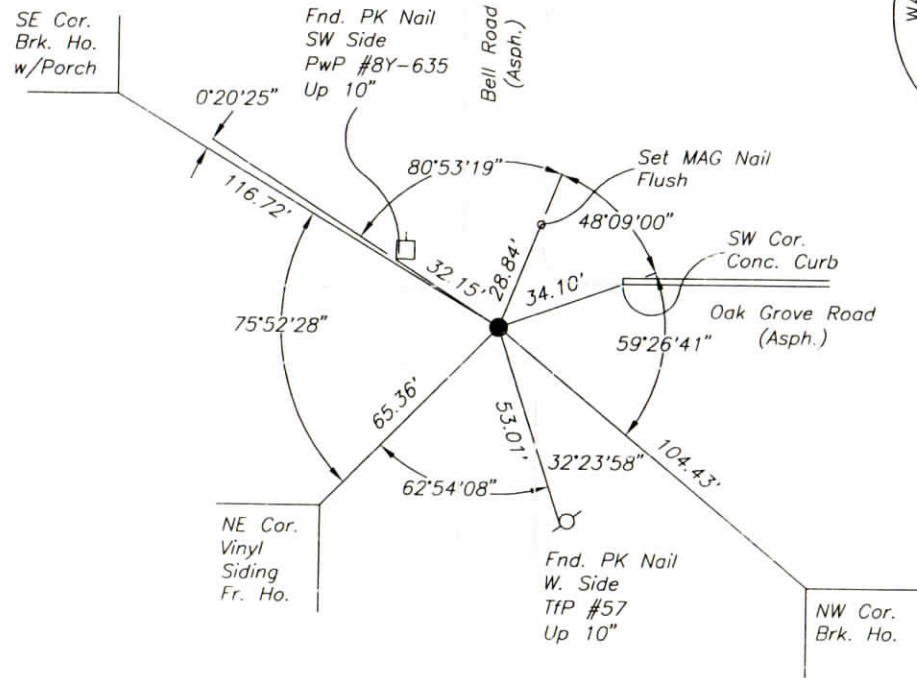 SE Cor.
Brk. Ho.
w/Porch
Fnd. PK Nail
SW Side
PwP #8Y-635
Up 10"
Bell Road
(Asph.)
0°20'25"
116.72'
80°53'19"
Set MAG Nail
Flush
48°09'00"
SW Cor.
Conc. Curb
32.15'
28.84'
34.10'
Oak Grove Road
(Asph.)
75°52'28"
59°26'41"
65.36'
53.01'
104.43'
32°23'58"
62°54'08"
NE Cor.
Vinyl
Siding
Fr. Ho.
Fnd. PK Nail
W. Side
TfP #57
Up 10"
NW Cor.
Brk. Ho.